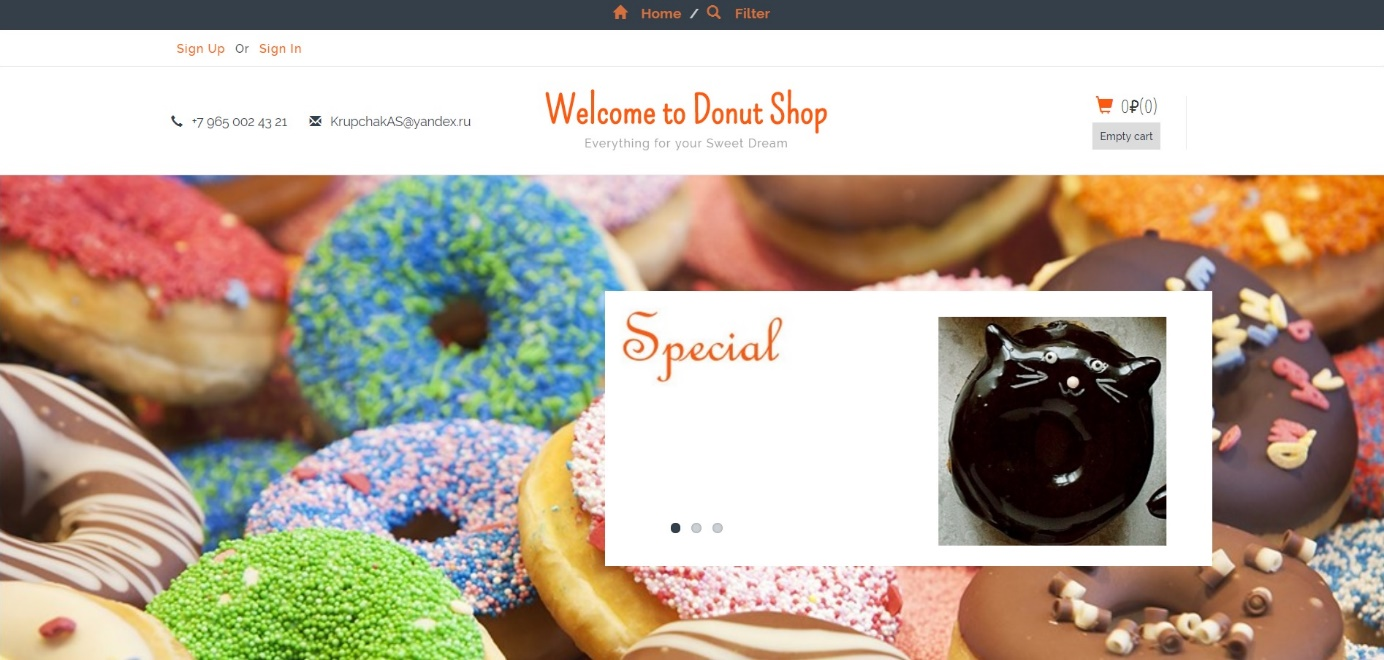 Home / Filter
Sign Up Or Sign In
+7 965 002 43 21 KrupchakAS@yandex.ru
Welcome to Donut Shop
Everything for your Sweet Dream
0₽(0)
Empty cart
Special